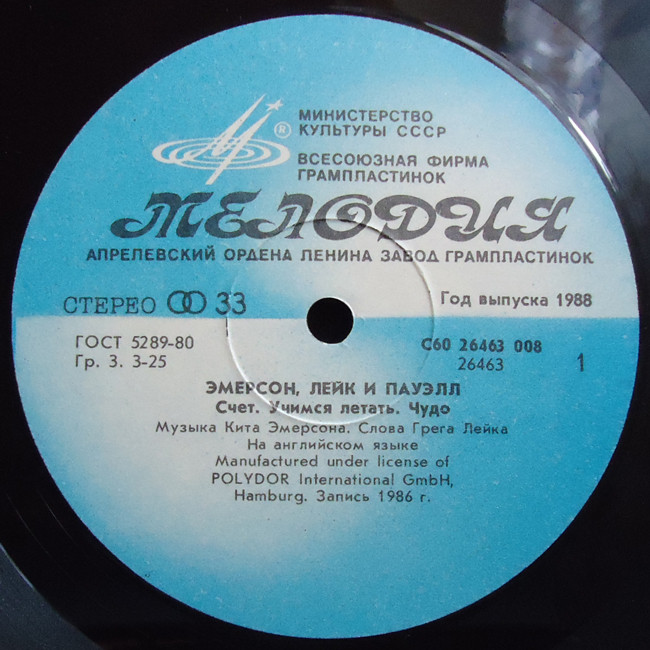 ®
МИНИСТЕРСТВО
КУЛЬТУРЫ СССР
ВСЕСОЮЗНАЯ ФИРМА
ГРАМПЛАСТИНОК
МЕЛОДИЯ
АПРЕЛЕВСКИЙ ОРДЕНА ЛЕНИНА ЗАВОД ГРАМПЛАСТИНОК
СТЕРЕО 33
Год выпуска 1988
ГОСТ 5289-80
Гр. 3. 3-25
С60 26463 008
26463 1
ЭМЕРСОН, ЛЕЙК И ПАУЭЛЛ
Счет. Учимся летать. Чудо
Музыка Кита Эмерсона. Слова Грега Лейка
На английском языке
Manufactured under license of
POLYDOR International GmbH,
Hamburg. Запись 1986 г.